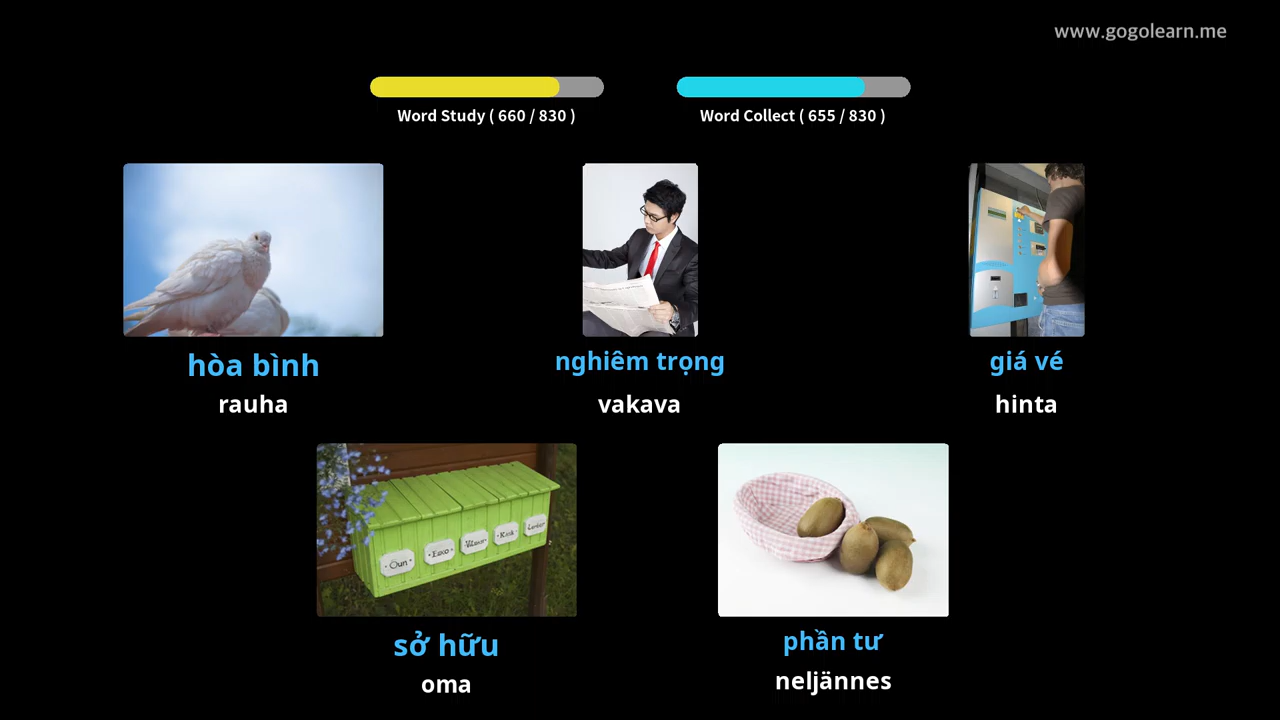 www.gogolearn.me
Word Study ( 660 / 830 )
Word Collect ( 655 / 830 )
hòa bình
rauha
nghiêm trọng
vakava
giá vé
hinta
sở hữu
oma
phần tư
neljännes